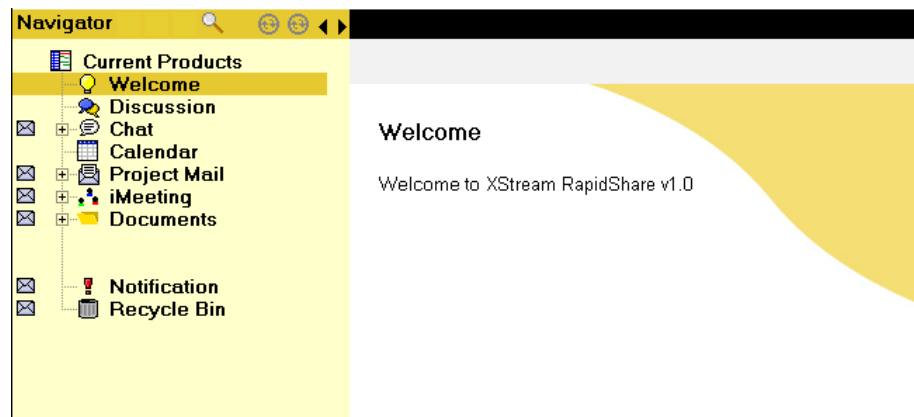 Navigator
Current Products
Welcome
Discussion
Chat
Calendar
Project Mail
iMeeting
Documents
Notification
Recycle Bin
Welcome
Welcome to XStream RapidShare v1.0